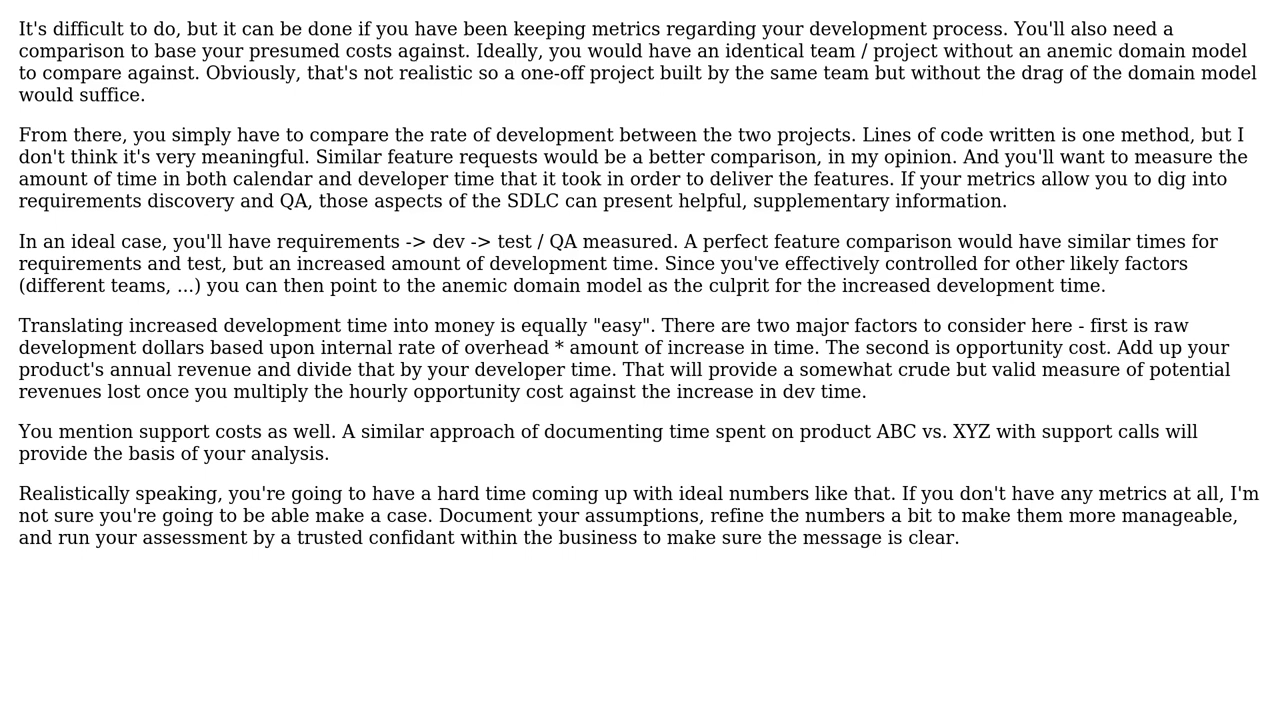 It's difficult to do, but it can be done if you have been keeping metrics regarding your development process. You'll also need a
comparison to base your presumed costs against. Ideally, you would have an identical team / project without an anemic domain model
to compare against. Obviously, that's not realistic so a one-off project built by the same team but without the drag of the domain model
would suffice.
From there, you simply have to compare the rate of development between the two projects. Lines of code written is one method, but I
don't think it's very meaningful. Similar feature requests would be a better comparison, in my opinion. And you'll want to measure the
amount of time in both calendar and developer time that it took in order to deliver the features. If your metrics allow you to dig into
requirements discovery and QA, those aspects of the SDLC can present helpful, supplementary information.
In an ideal case, you'll have requirements -> dev -> test / QA measured. A perfect feature comparison would have similar times for
requirements and test, but an increased amount of development time. Since you've effectively controlled for other likely factors
(different teams, ...) you can then point to the anemic domain model as the culprit for the increased development time.
Translating increased development time into money is equally "easy". There are two major factors to consider here - first is raw
development dollars based upon internal rate of overhead * amount of increase in time. The second is opportunity cost. Add up your
product's annual revenue and divide that by your developer time. That will provide a somewhat crude but valid measure of potential
revenues lost once you multiply the hourly opportunity cost against the increase in dev time.
You mention support costs as well. A similar approach of documenting time spent on product ABC vs. XYZ with support calls will
provide the basis of your analysis.
Realistically speaking, you're going to have a hard time coming up with ideal numbers like that. If you don't have any metrics at all, I'm
not sure you're going to be able make a case. Document your assumptions, refine the numbers a bit to make them more manageable,
and run your assessment by a trusted confidant within the business to make sure the message is clear.